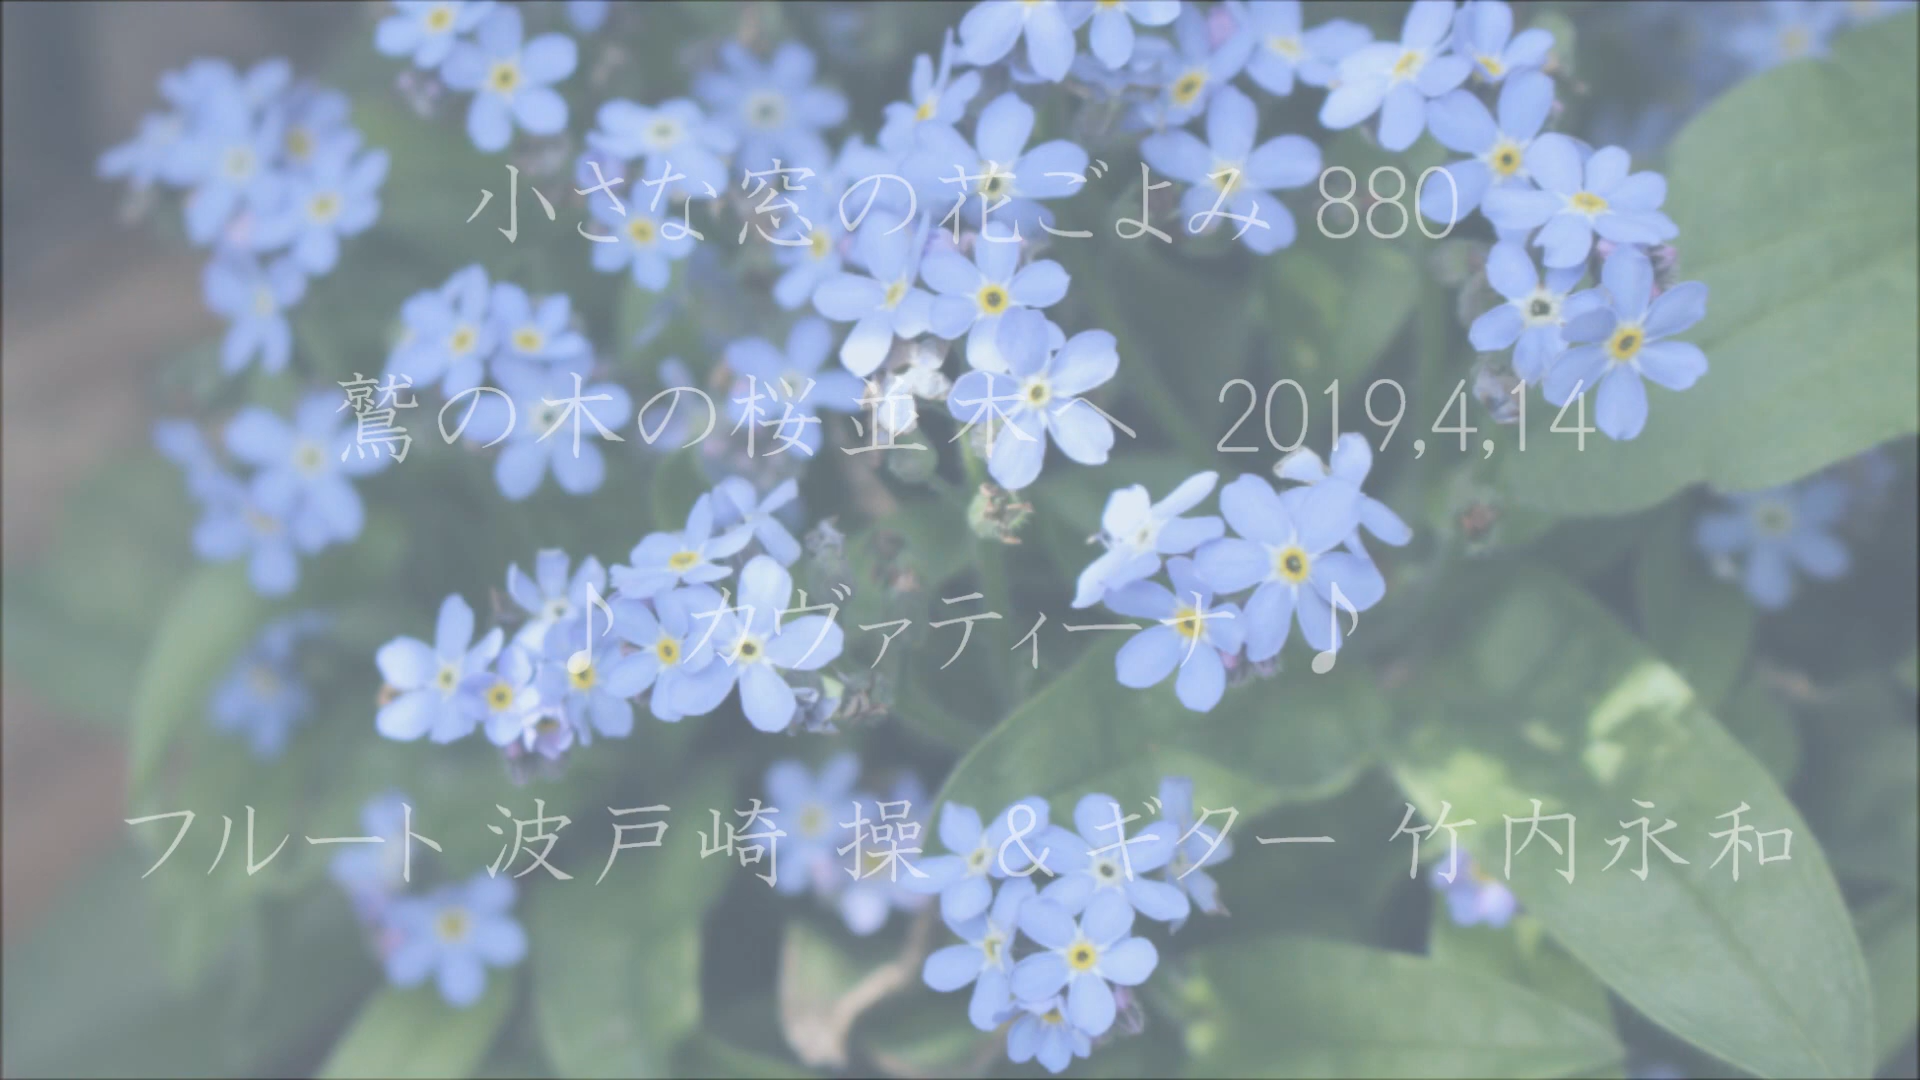 小さな窓の花ごよみ 880
鷲の木の桜並木へ　2019,4,14
♪ カヴァティーナ ♪
フルート 波戸崎 操 & ギター 竹内永和